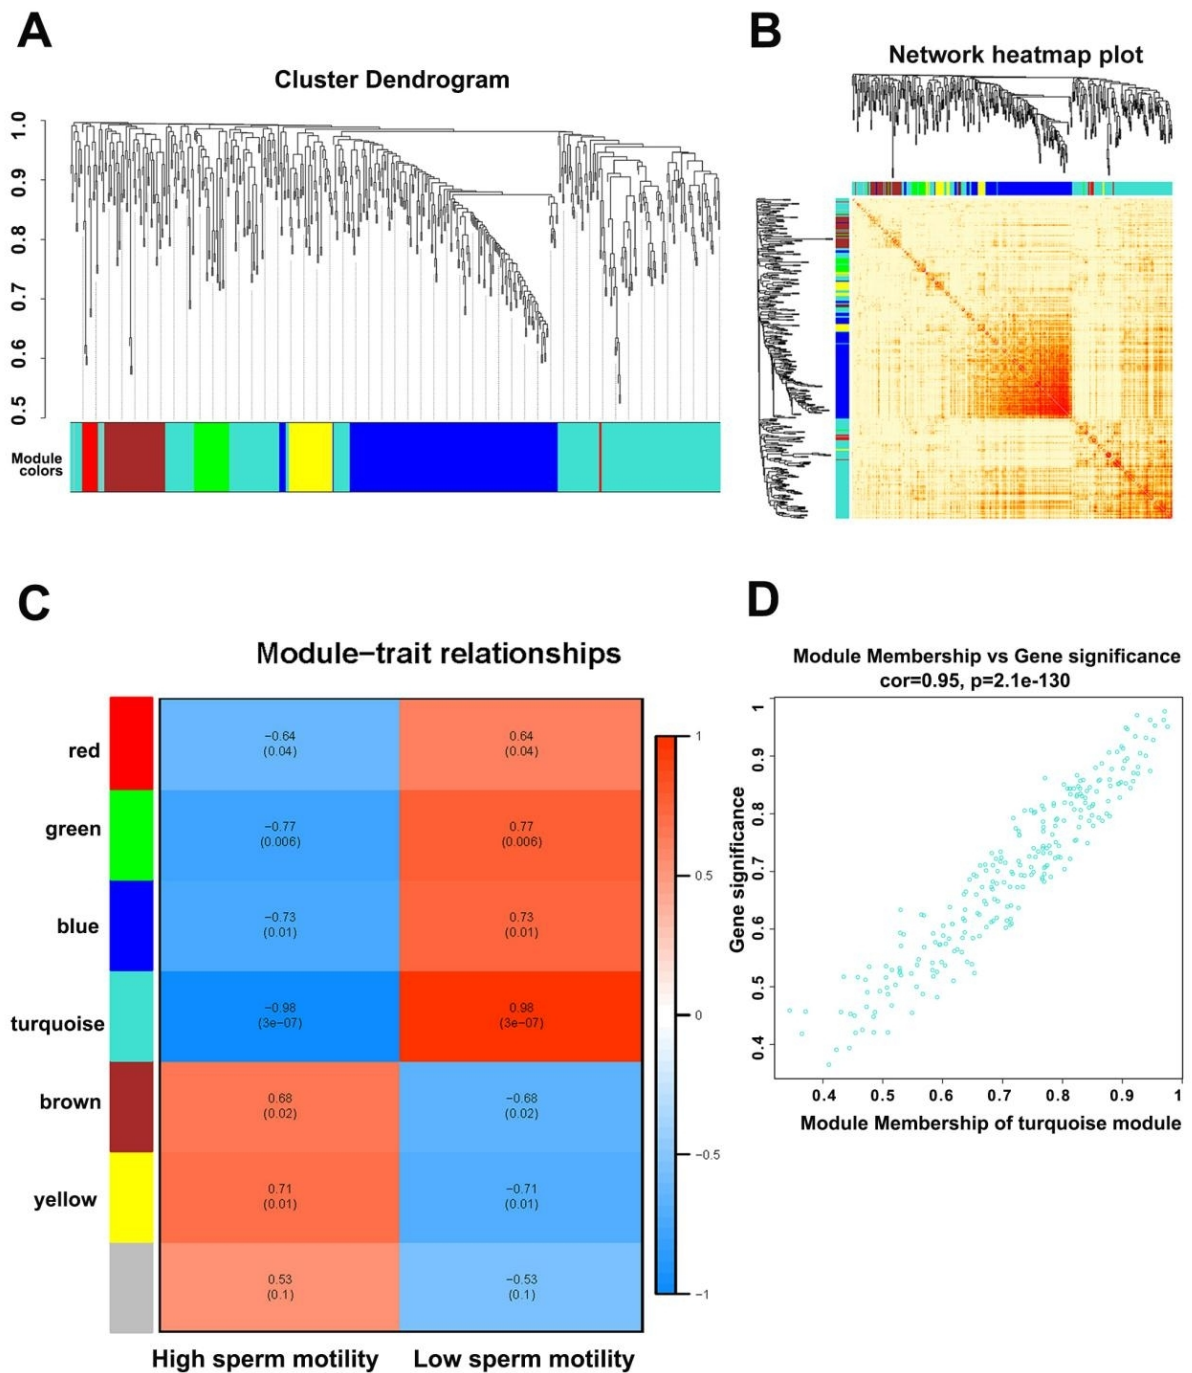 A
Cluster Dendrogram
1.0
0.9
0.8
0.7
0.6
0.5
Module
colors
B
Network heatmap plot
C
Module−trait relationships
red
−0.64
(0.04)
0.64
(0.04)
green
−0.77
(0.006)
0.77
(0.006)
blue
−0.73
(0.01)
0.73
(0.01)
turquoise
−0.98
(3e−07)
0.98
(3e−07)
brown
0.68
(0.02)
−0.68
(0.02)
yellow
0.71
(0.01)
−0.71
(0.01)
0.53
(0.1)
−0.53
(0.1)
High sperm motility
Low sperm motility
1
0.5
0
−0.5
−1
D
Module Membership vs Gene significance
cor=0.95, p=2.1e-130
Gene significance
1
0.9
0.8
0.7
0.6
0.5
0.4
0.4 0.5 0.6 0.7 0.8 0.9 1
Module Membership of turquoise module